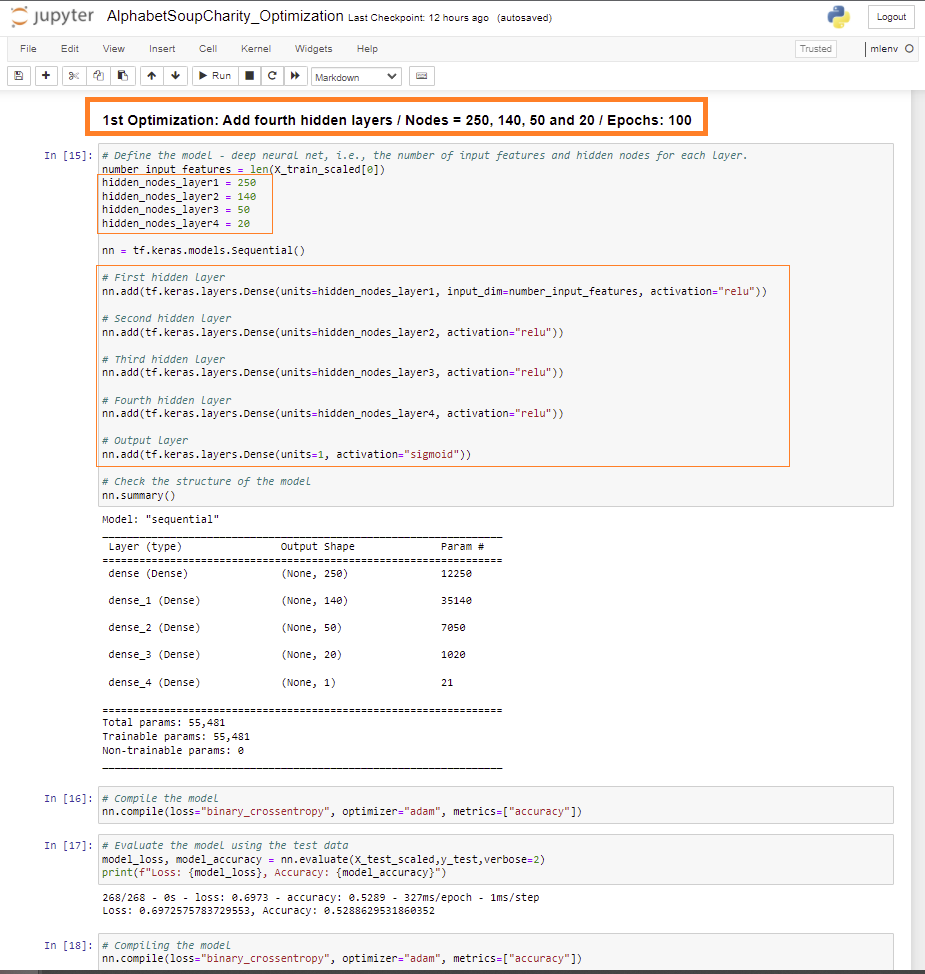 jupyter AlphabetSoupCharity_Optimization Last Checkpoint: 12 hours ago (autosaved) Logout
File Edit View Insert Cell Kernel Widgets Help Trusted mlenv
Run Markdown
1st Optimization: Add fourth hidden layers / Nodes = 250, 140, 50 and 20 / Epochs: 100
In [15]: # Define the model - deep neural net, i.e., the number of input features and hidden nodes for each layer.
number_input_features = len(X_train_scaled[0])
hidden_nodes_layer1 = 250
hidden_nodes_layer2 = 140
hidden_nodes_layer3 = 50
hidden_nodes_layer4 = 20
nn = tf.keras.models.Sequential()
# First hidden layer
nn.add(tf.keras.layers.Dense(units=hidden_nodes_layer1, input_dim=number_input_features, activation="relu"))
# Second hidden layer
nn.add(tf.keras.layers.Dense(units=hidden_nodes_layer2, activation="relu"))
# Third hidden layer
nn.add(tf.keras.layers.Dense(units=hidden_nodes_layer3, activation="relu"))
# Fourth hidden layer
nn.add(tf.keras.layers.Dense(units=hidden_nodes_layer4, activation="relu"))
# Output layer
nn.add(tf.keras.layers.Dense(units=1, activation="sigmoid"))
# Check the structure of the model
nn.summary()
Model: "sequential"
Layer (type) Output Shape Param #
dense (Dense) (None, 250) 12250
dense_1 (Dense) (None, 140) 35140
dense_2 (Dense) (None, 50) 7050
dense_3 (Dense) (None, 20) 1020
dense_4 (Dense) (None, 1) 21
Total params: 55,481
Trainable params: 55,481
Non-trainable params: 0
In [16]: # Compile the model
nn.compile(loss="binary_crossentropy", optimizer="adam", metrics=["accuracy"])
In [17]: # Evaluate the model using the test data
model_loss, model_accuracy = nn.evaluate(X_test_scaled,y_test,verbose=2)
print(f"Loss: {model_loss}, Accuracy: {model_accuracy}")
268/268 - 0s - loss: 0.6973 - accuracy: 0.5289 - 327ms/epoch - 1ms/step
Loss: 0.6972575783729553, Accuracy: 0.5288629531860352
In [18]: # Compiling the model
nn.compile(loss="binary_crossentropy", optimizer="adam", metrics=["accuracy"])